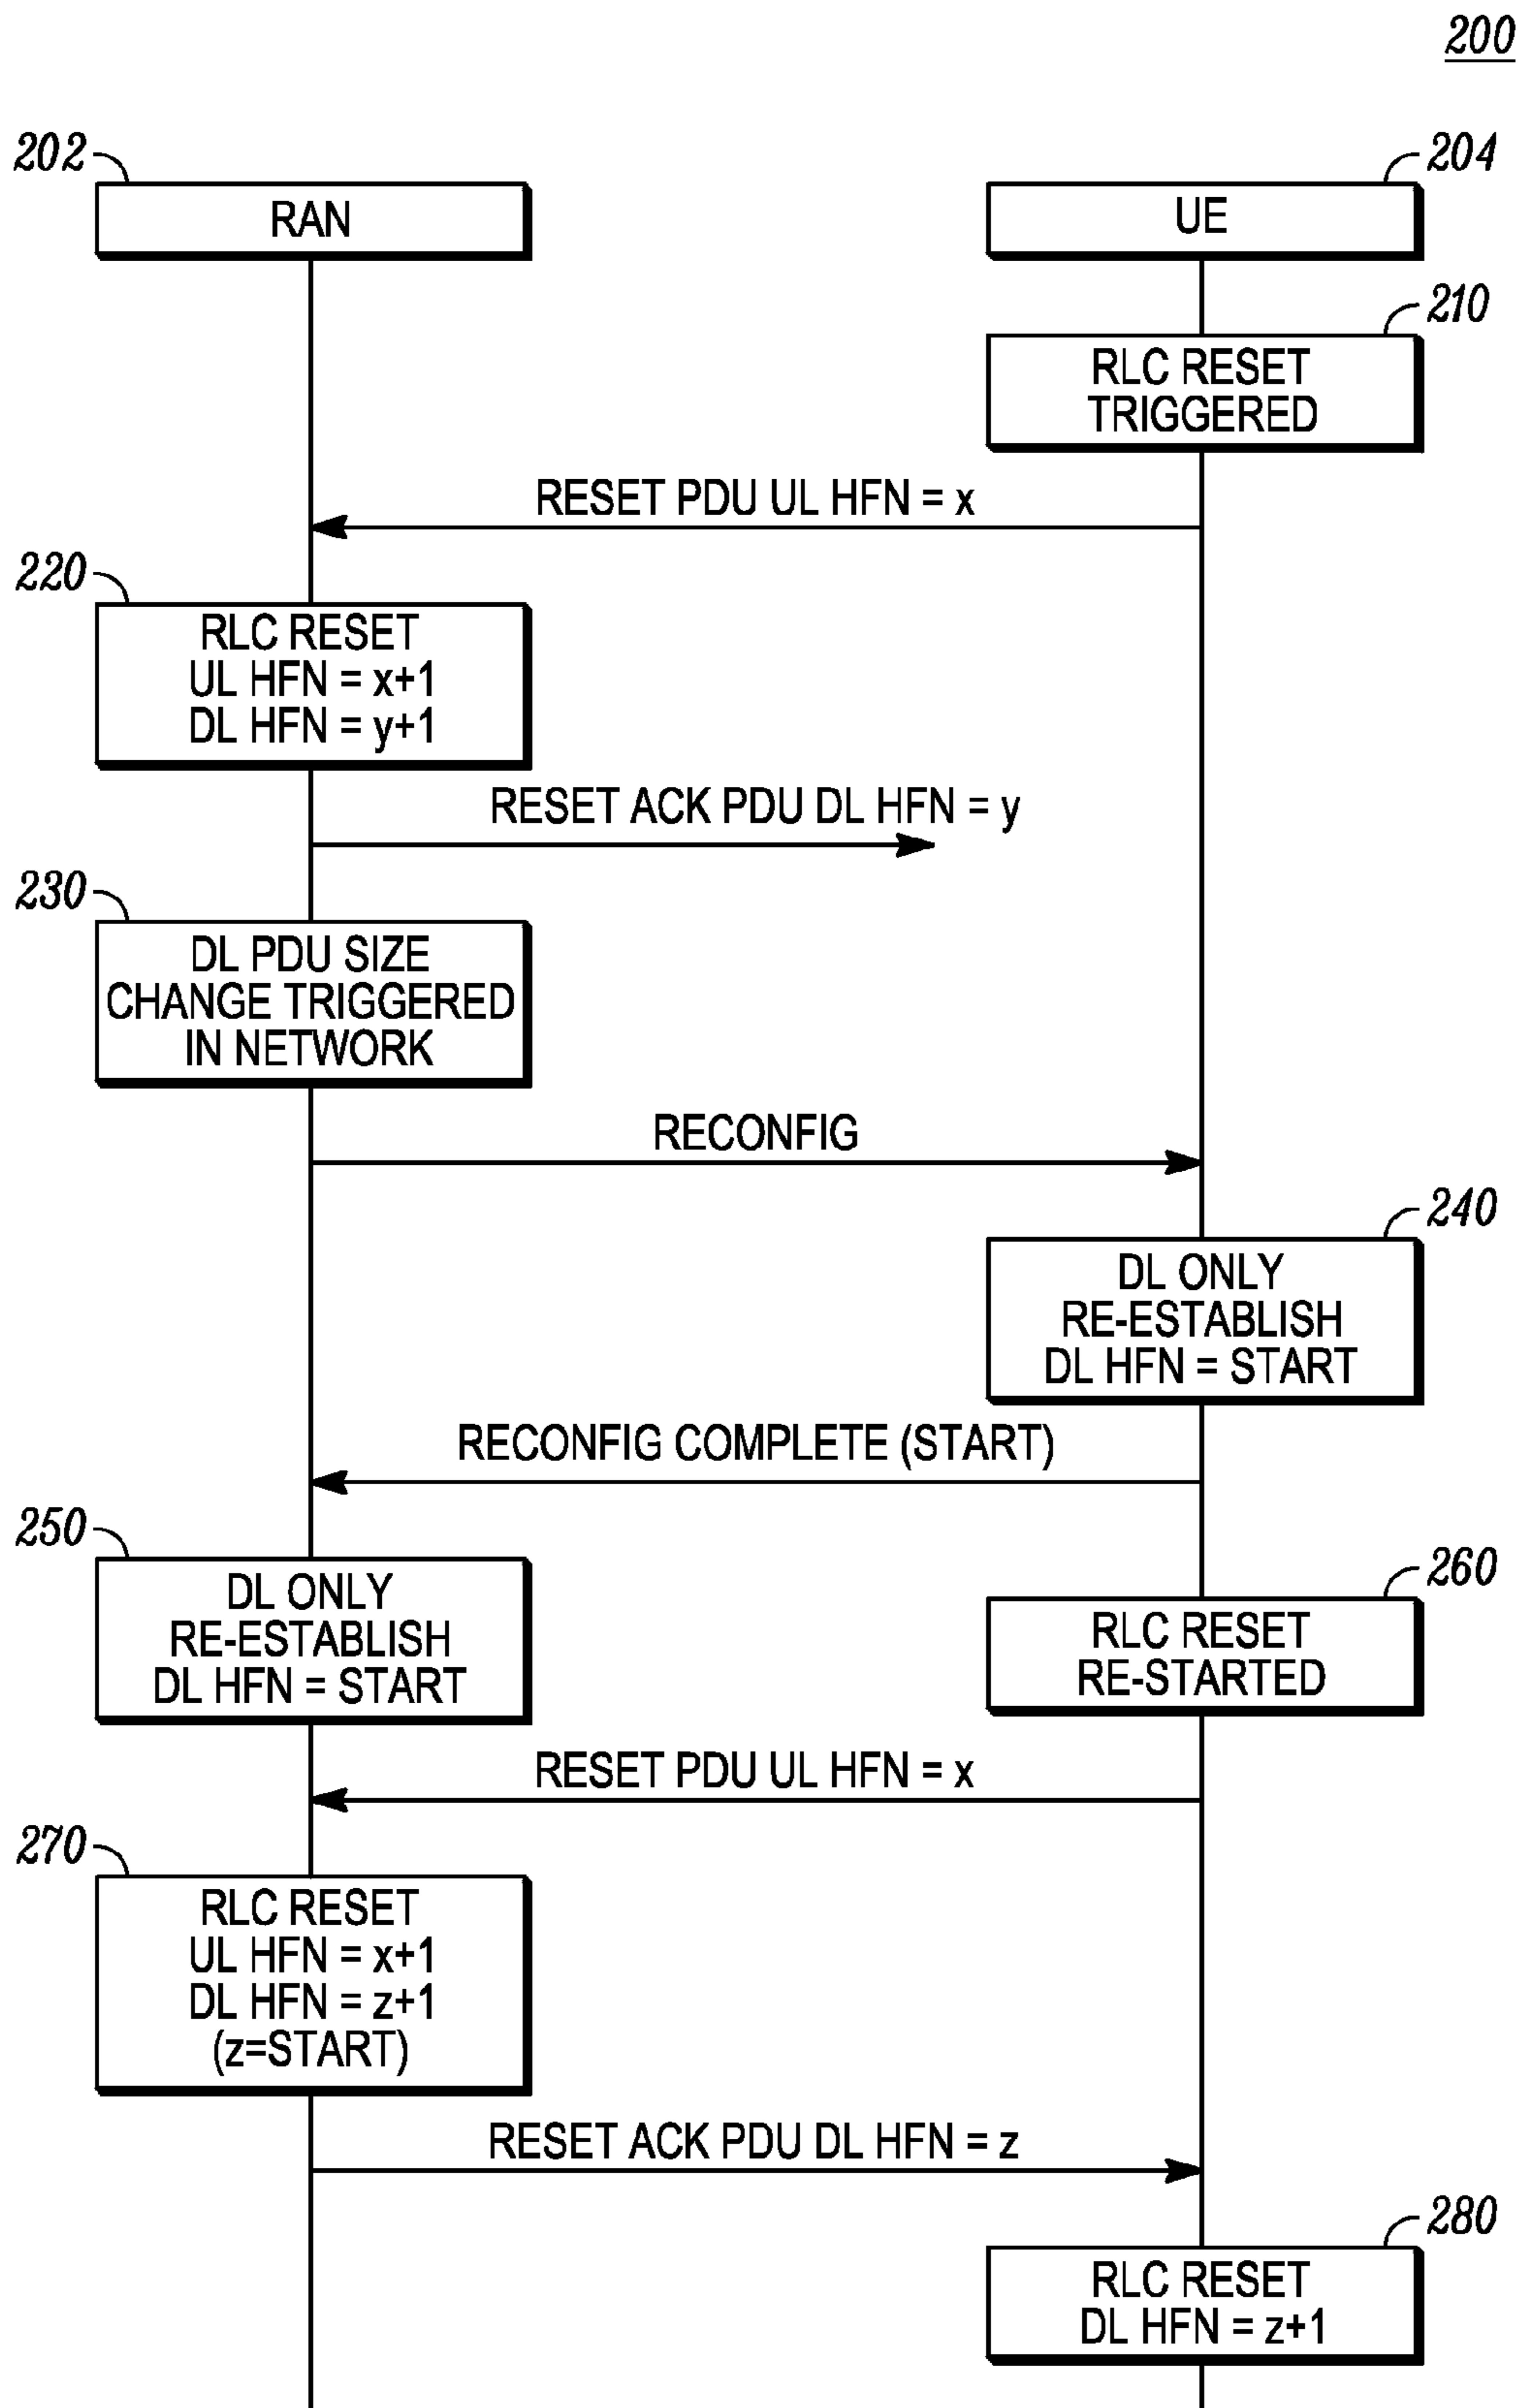 200
202
204
RAN
UE
210
RLC RESET
TRIGGERED
RESET PDU UL HFN = x
220
RLC RESET
UL HFN = x+1
DL HFN = y+1
RESET ACK PDU DL HFN = y
230
DL PDU SIZE
CHANGE TRIGGERED
IN NETWORK
RECONFIG
240
DL ONLY
RE-ESTABLISH
DL HFN = START
RECONFIG COMPLETE (START)
250
DL ONLY
RE-ESTABLISH
DL HFN = START
260
RLC RESET
RE-STARTED
RESET PDU UL HFN = x
270
RLC RESET
UL HFN = x+1
DL HFN = z+1
(z=START)
RESET ACK PDU DL HFN = z
280
RLC RESET
DL HFN = z+1